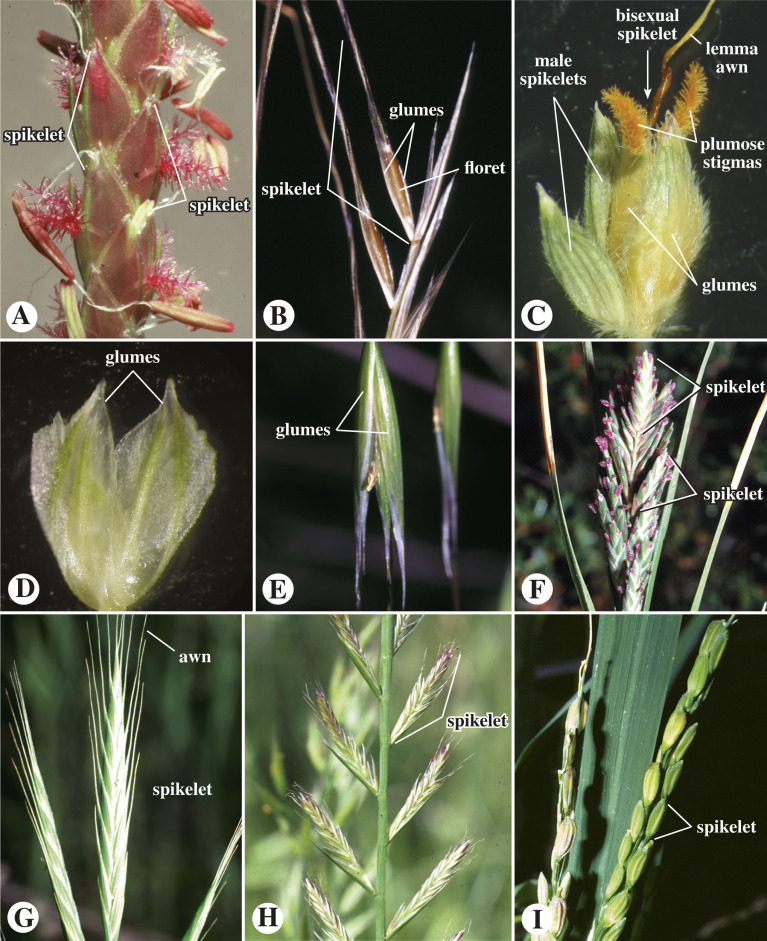 spikelet
spikelet
A
glumes
floret
spikelet
B
bisexual
spikelet
lemma
awn
male
spikelets
plumose
stigmas
glumes
C
glumes
D
glumes
E
spikelet
spikelet
F
awn
spikelet
G
spikelet
H
spikelet
I